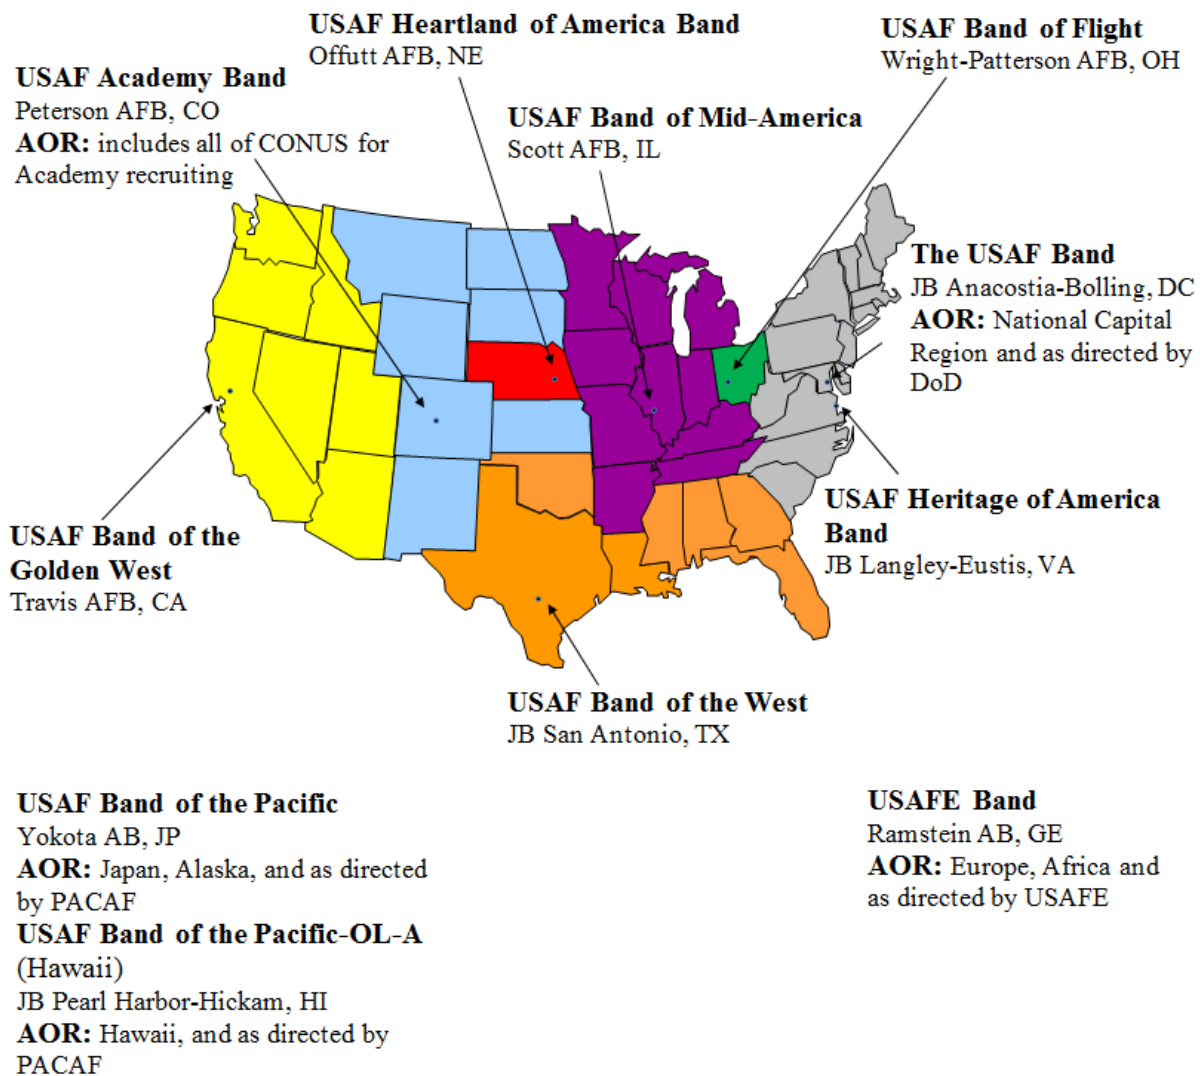 USAF Heartland of America Band
Offutt AFB, NE
USAF Band of Flight
Wright-Patterson AFB, OH
USAF Academy Band
Peterson AFB, CO
AOR: includes all of CONUS for
Academy recruiting
USAF Band of Mid-America
Scott AFB, IL
The USAF Band
JB Anacostia-Bolling, DC
AOR: National Capital
Region and as directed by
DoD
USAF Heritage of America
Band
JB Langley-Eustis, VA
USAF Band of the
Golden West
Travis AFB, CA
USAF Band of the West
JB San Antonio, TX
USAF Band of the Pacific
Yokota AB, JP
AOR: Japan, Alaska, and as directed
by PACAF
USAF Band of the Pacific-OL-A
(Hawaii)
JB Pearl Harbor-Hickam, HI
AOR: Hawaii, and as directed by
PACAF
USAFE Band
Ramstein AB, GE
AOR: Europe, Africa and
as directed by USAFE